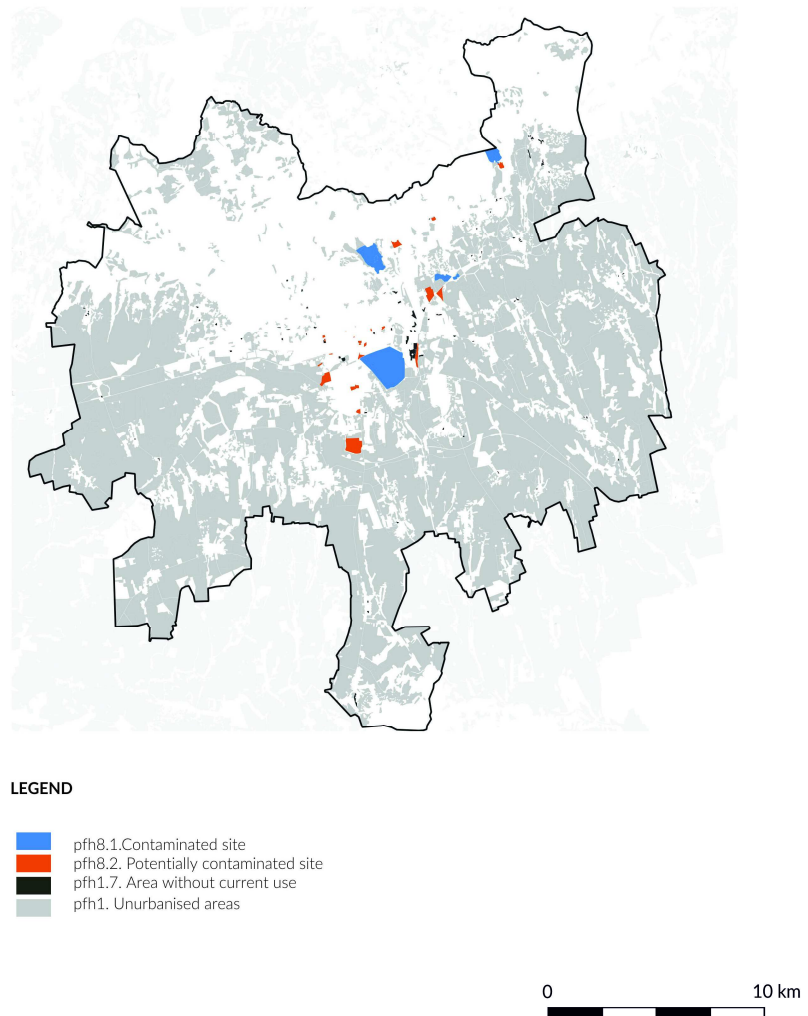 LEGEND
pfh8.1.Contaminated site
pfh8.2. Potentially contaminated site
pfh1.7. Area without current use
pfh1. Unurbanised areas
0 10 km